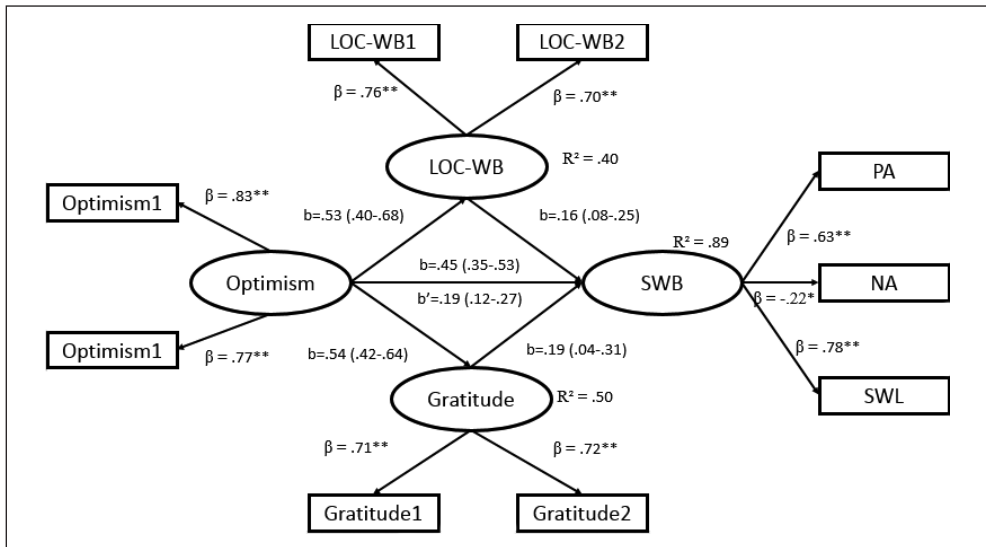 LOC-WB1
LOC-WB2
β = .76**
β = .70**
LOC-WB
R² = .40
PA
Optimism1
β = .83**
b=.53 (.40-.68)
b=.16 (.08-.25)
R² = .89
β = .63**
Optimism
b=.45 (.35-.53)
b’=.19 (.12-.27)
SWB
NA
β = -.22*
Optimism1
β = .77**
b=.54 (.42-.64)
b=.19 (.04-.31)
β = .78**
SWL
Gratitude
R² = .50
β = .71**
β = .72**
Gratitude1
Gratitude2